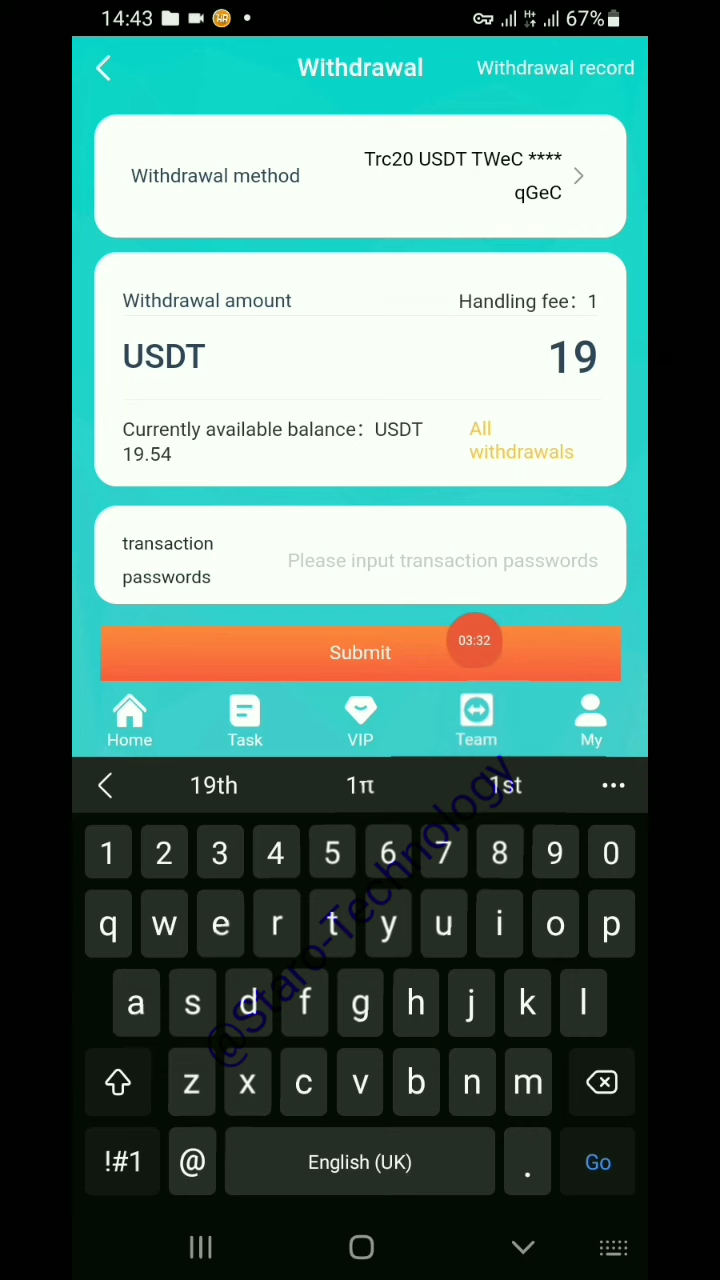 14:43 67%
Withdrawal Withdrawal record
Withdrawal method
Trc20 USDT TWeC ****
qGeC
Withdrawal amount Handling fee：1
USDT 19
Currently available balance：USDT
19.54
All
withdrawals
transaction
passwords
Please input transaction passwords
Submit
03:32
Home Task VIP Team My
19th 1π 1st
1 2 3 4 5 6 7 8 9 0
q w e r t y u i o p
a s d f g h j k l
z x c v b n m
!#1 @ English (UK) . Go
@Staro-Technology